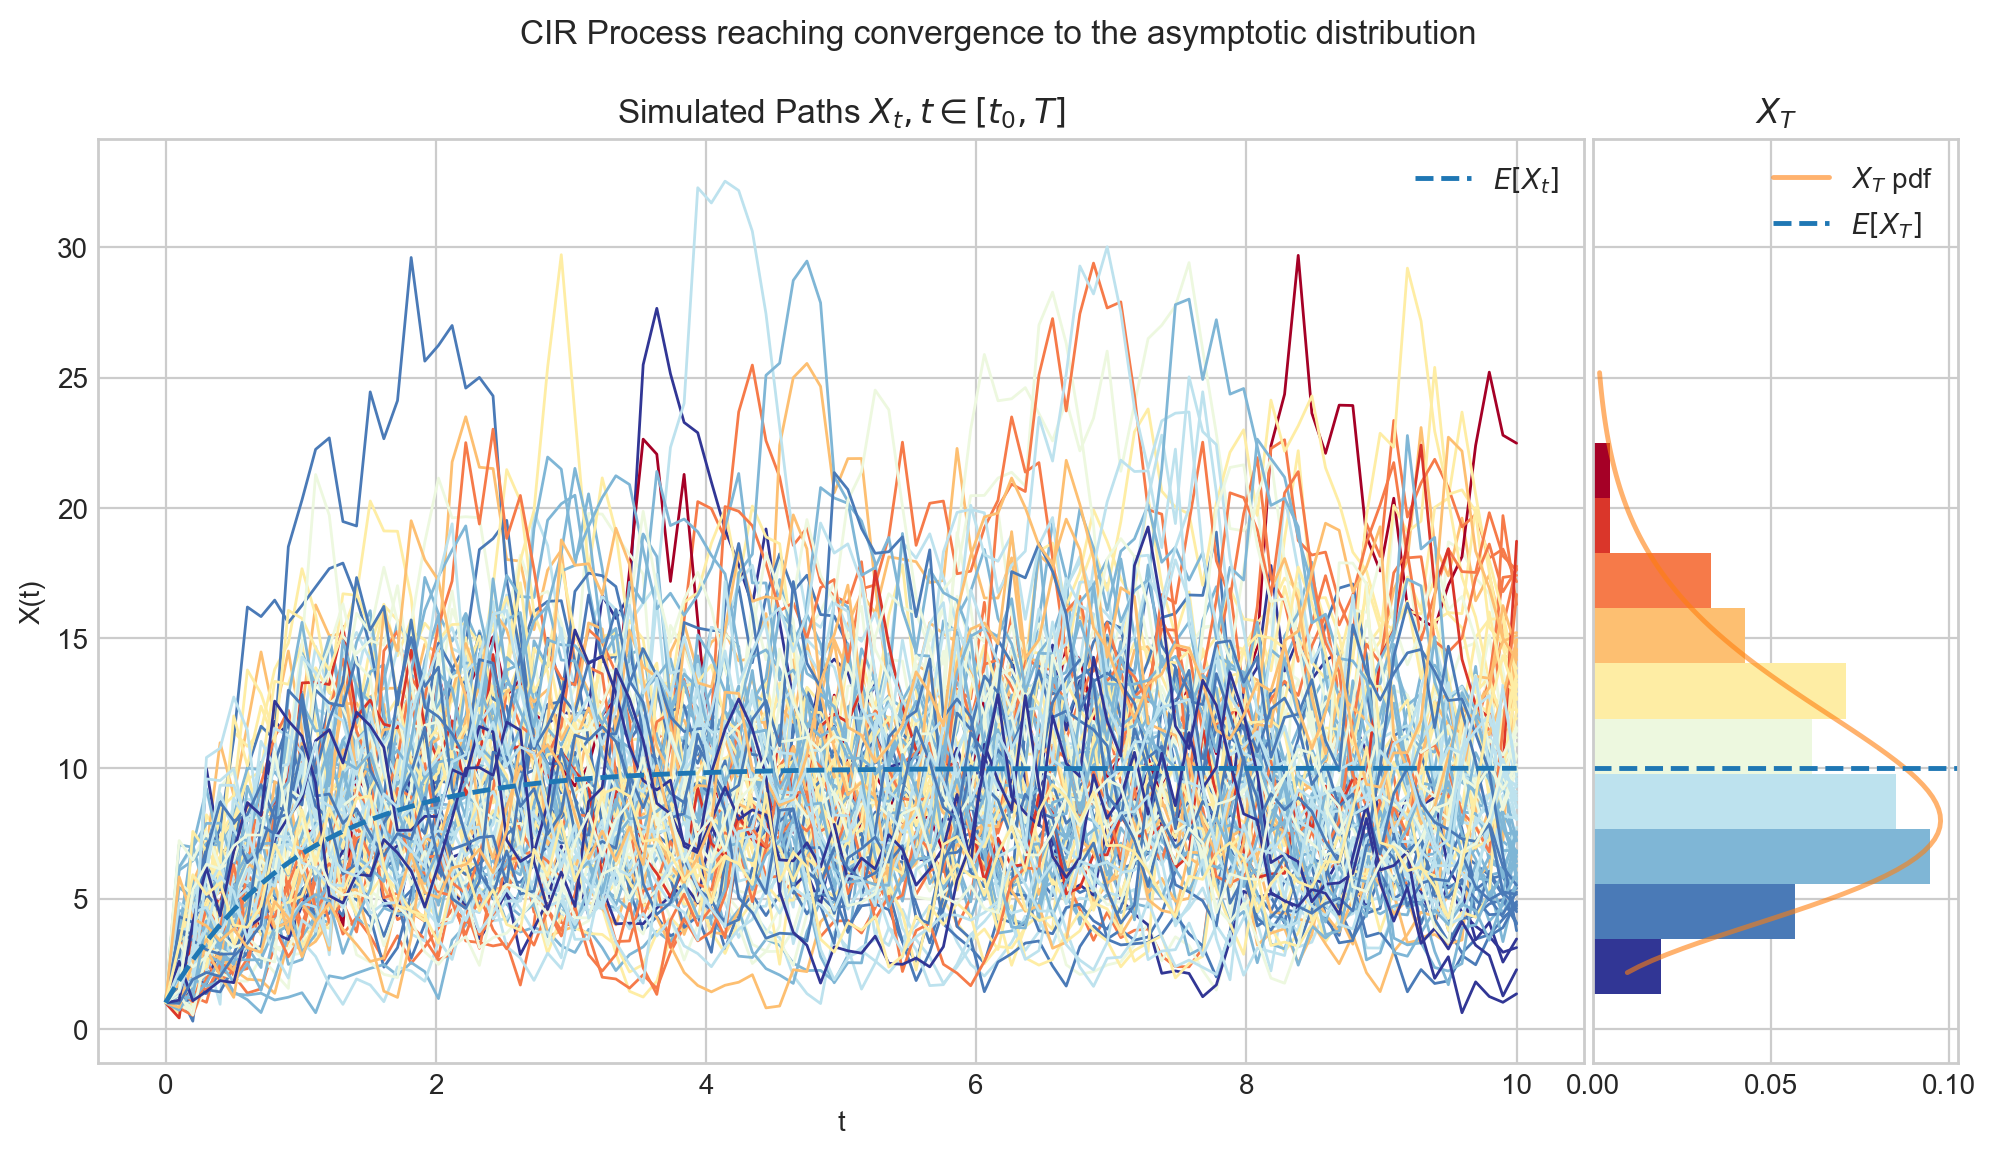 CIR Process reaching convergence to the asymptotic distribution
Simulated Paths X_t, t ∈ [t_0, T]
X_T
E[X_t]
X_T pdf
E[X_T]
30
25
20
15
10
5
0
X(t)
0 2 4 6 8 10
0.00 0.05 0.10
t